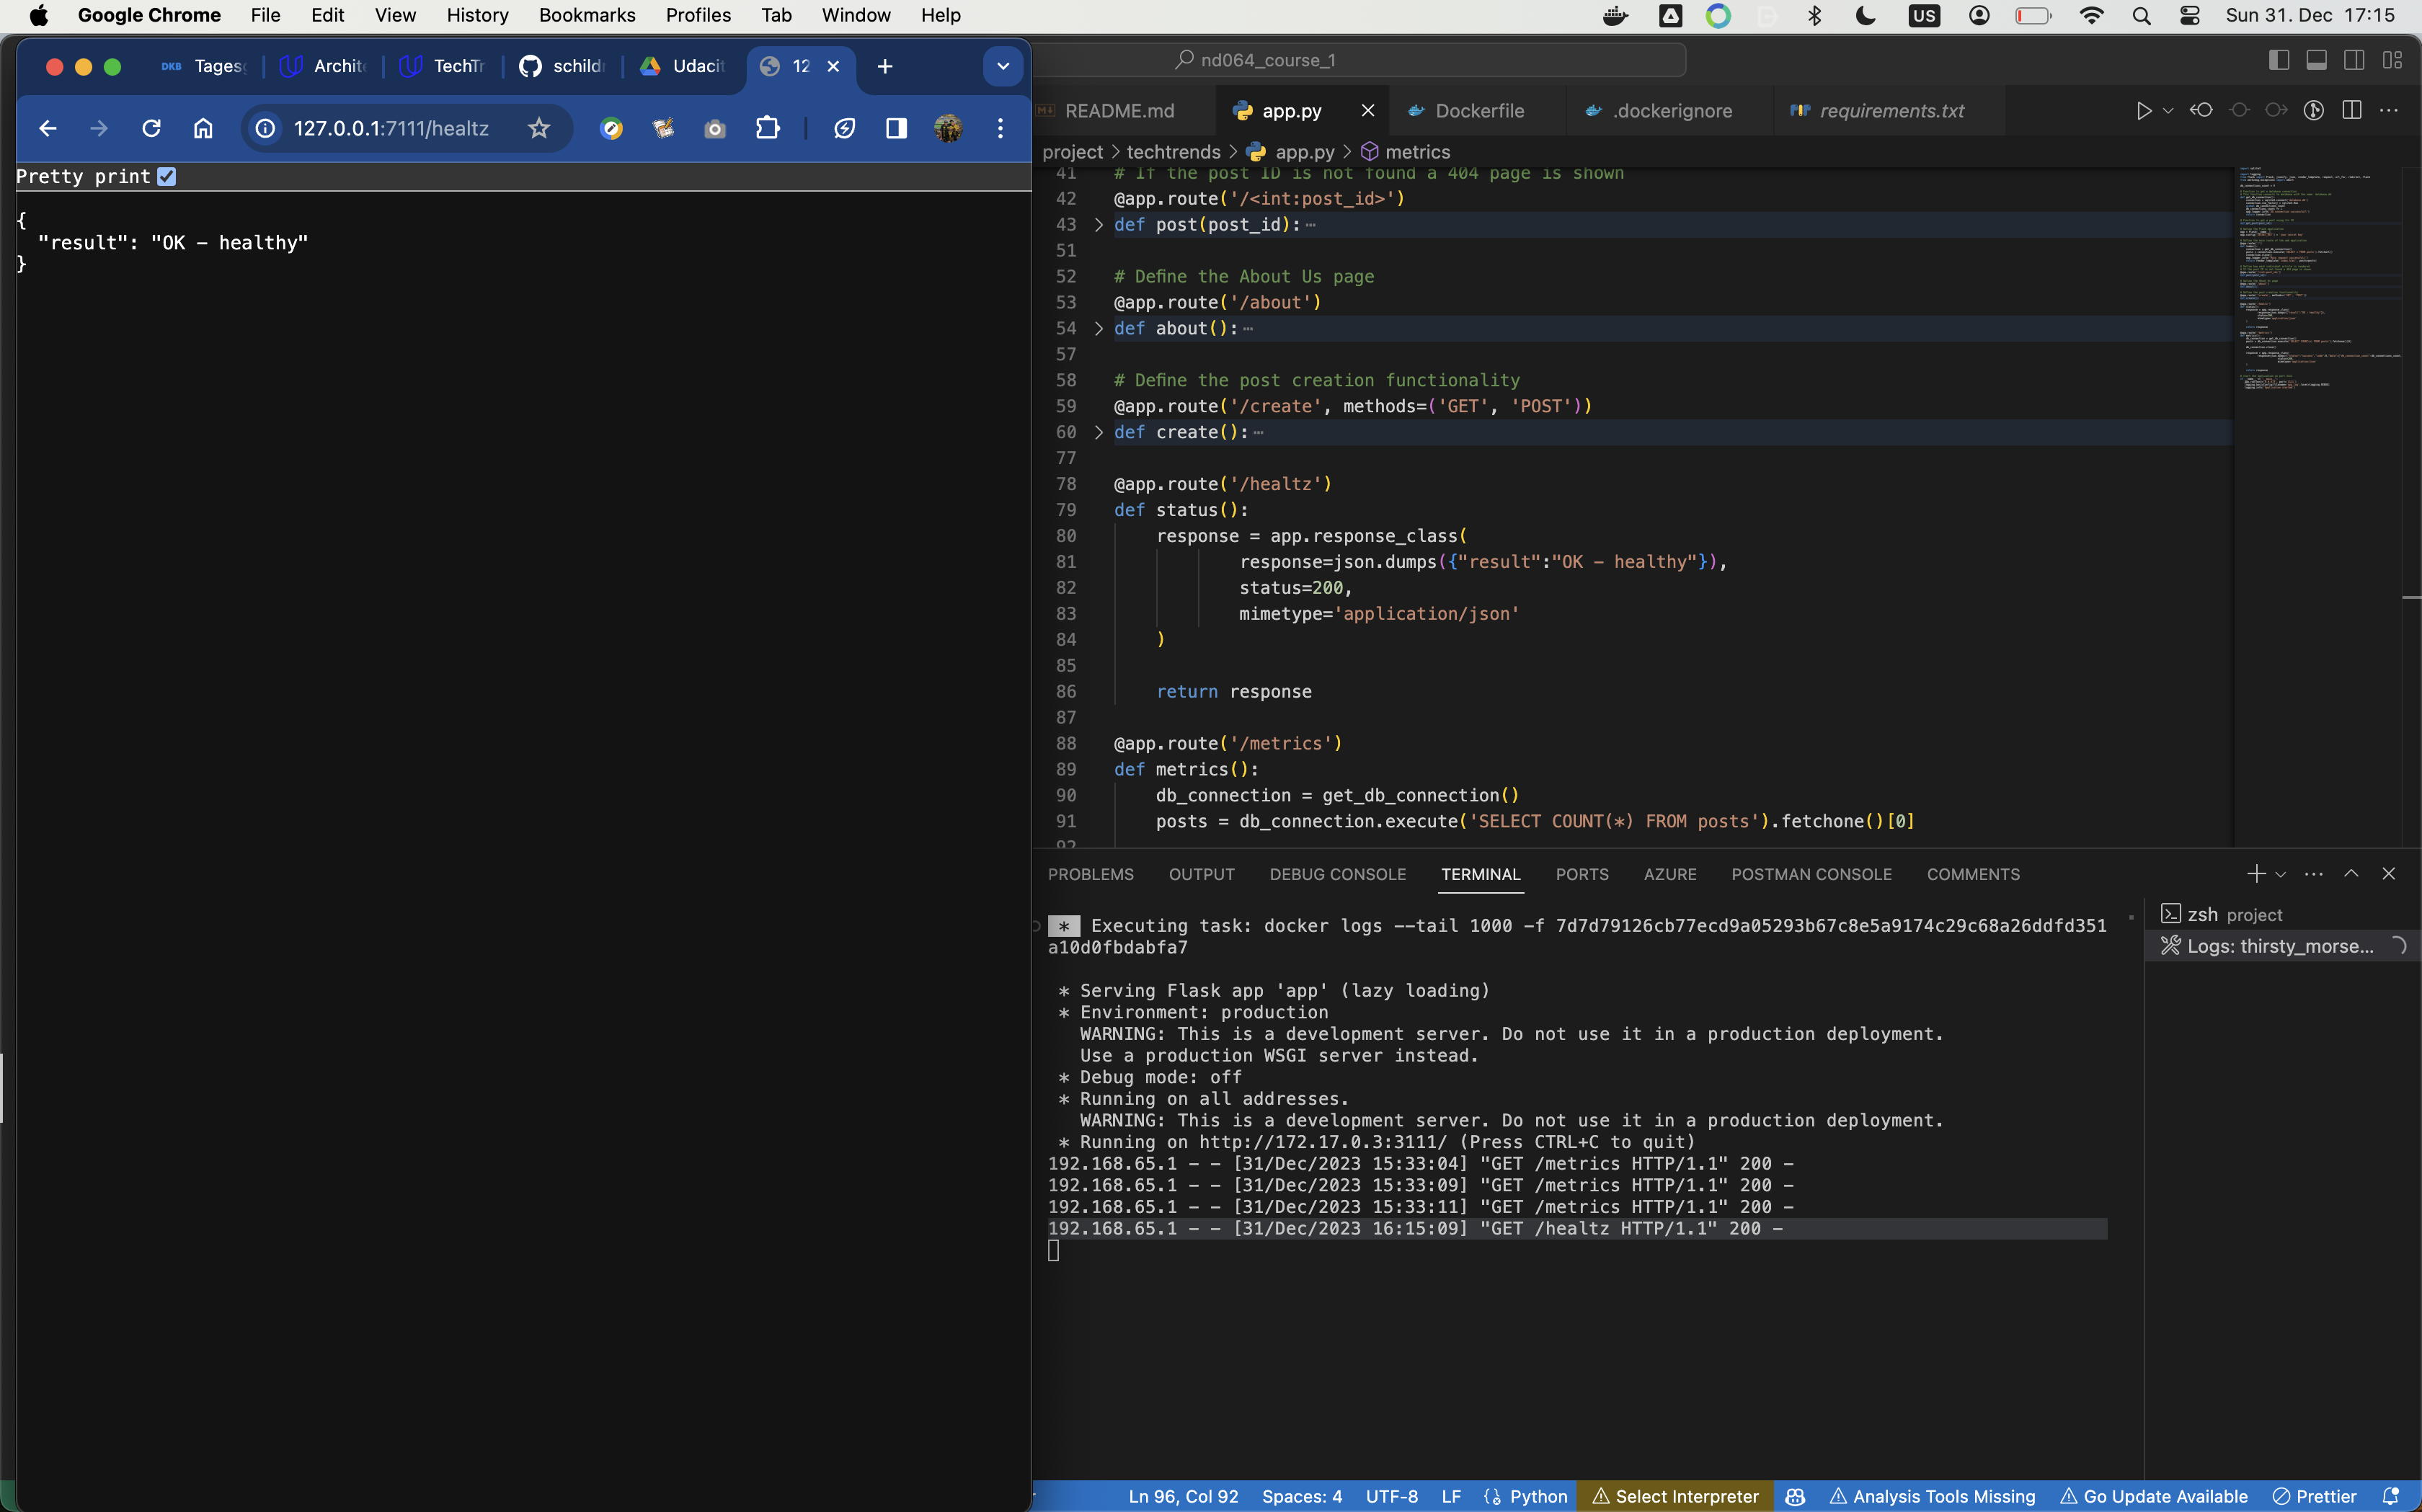 Google Chrome File Edit View History Bookmarks Profiles Tab Window Help US Sun 31. Dec 17:15
DKB Tages Archit TechTr schild Udacit 12
127.0.0.1:7111/healtz
Pretty print
{
"result": "OK – healthy"
}
nd064_course_1
README.md app.py Dockerfile .dockerignore requirements.txt
project > techtrends > app.py > metrics
41 # If the post ID is not found a 404 page is shown
42 @app.route('/<int:post_id>')
43 def post(post_id): ⋯
51
52 # Define the About Us page
53 @app.route('/about')
54 def about(): ⋯
57
58 # Define the post creation functionality
59 @app.route('/create', methods=('GET', 'POST'))
60 def create(): ⋯
77
78 @app.route('/healtz')
79 def status():
80 response = app.response_class(
81 response=json.dumps({"result":"OK – healthy"}),
82 status=200,
83 mimetype='application/json'
84 )
85
86 return response
87
88 @app.route('/metrics')
89 def metrics():
90 db_connection = get_db_connection()
91 posts = db_connection.execute('SELECT COUNT(*) FROM posts').fetchone()[0]
92
PROBLEMS OUTPUT DEBUG CONSOLE TERMINAL PORTS AZURE POSTMAN CONSOLE COMMENTS
* Executing task: docker logs --tail 1000 -f 7d7d79126cb77ecd9a05293b67c8e5a9174c29c68a26ddfd351
a10d0fbdabfa7
* Serving Flask app 'app' (lazy loading)
* Environment: production
WARNING: This is a development server. Do not use it in a production deployment.
Use a production WSGI server instead.
* Debug mode: off
* Running on all addresses.
WARNING: This is a development server. Do not use it in a production deployment.
* Running on http://172.17.0.3:3111/ (Press CTRL+C to quit)
192.168.65.1 - - [31/Dec/2023 15:33:04] "GET /metrics HTTP/1.1" 200 -
192.168.65.1 - - [31/Dec/2023 15:33:09] "GET /metrics HTTP/1.1" 200 -
192.168.65.1 - - [31/Dec/2023 15:33:11] "GET /metrics HTTP/1.1" 200 -
192.168.65.1 - - [31/Dec/2023 16:15:09] "GET /healtz HTTP/1.1" 200 -
zsh project
Logs: thirsty_morse...
Ln 96, Col 92 Spaces: 4 UTF-8 LF Python Select Interpreter Analysis Tools Missing Go Update Available Prettier